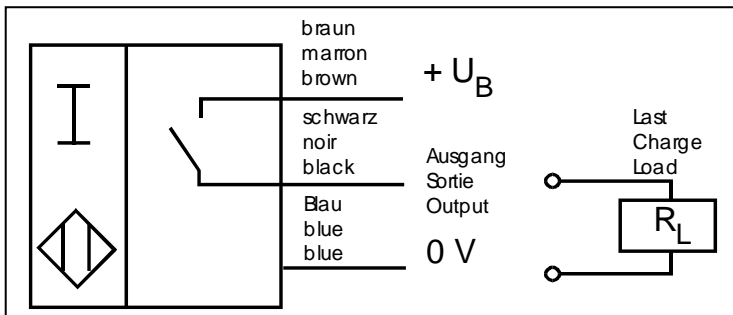 braun
marron
brown
+ U_B
schwarz
noir
black
Ausgang
Sortie
Output
Last
Charge
Load
Blau
blue
blue
0 V
R_L